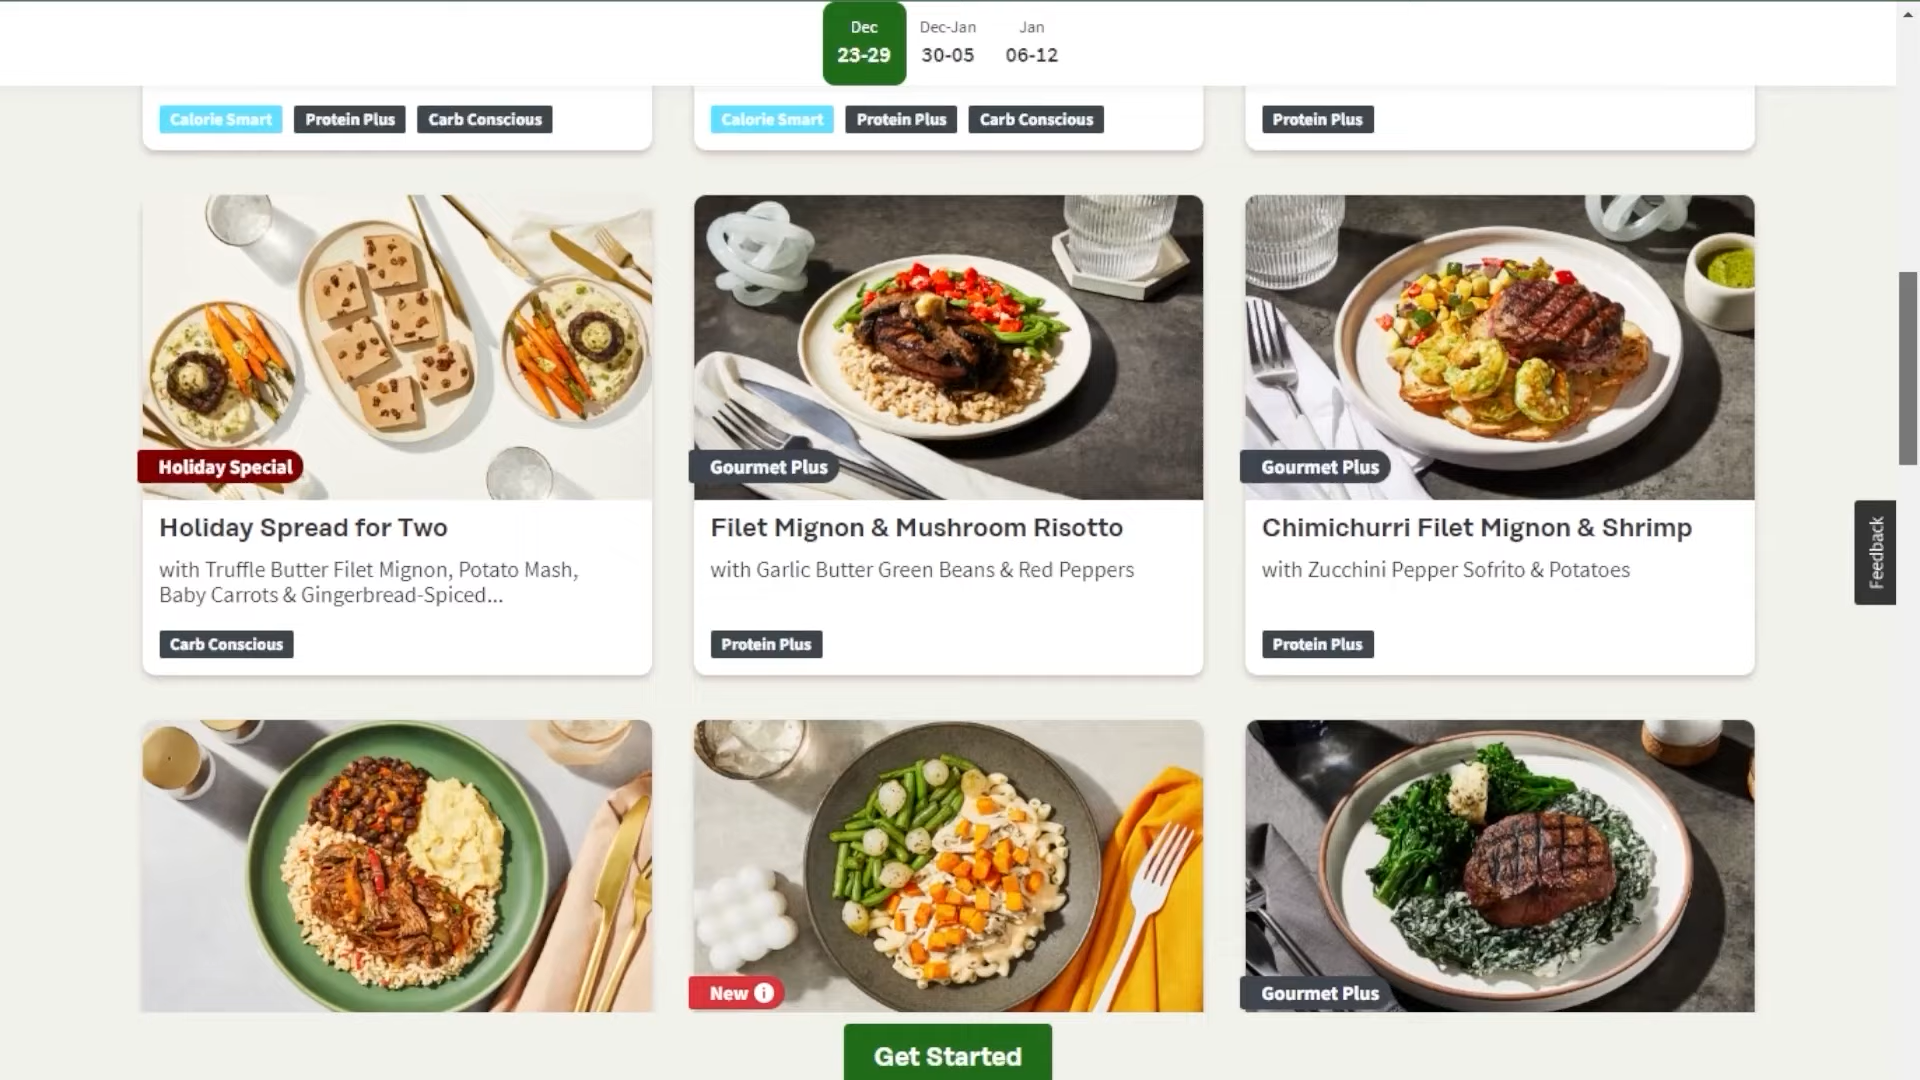 Dec
23-29
Dec-Jan
30-05
Jan
06-12
Calorie Smart
Protein Plus
Carb Conscious
Calorie Smart
Protein Plus
Carb Conscious
Protein Plus
Holiday Special
Holiday Spread for Two
with Truffle Butter Filet Mignon, Potato Mash,
Baby Carrots & Gingerbread-Spiced...
Carb Conscious
Gourmet Plus
Filet Mignon & Mushroom Risotto
with Garlic Butter Green Beans & Red Peppers
Protein Plus
Gourmet Plus
Chimichurri Filet Mignon & Shrimp
with Zucchini Pepper Sofrito & Potatoes
Protein Plus
Feedback
New
Gourmet Plus
Get Started